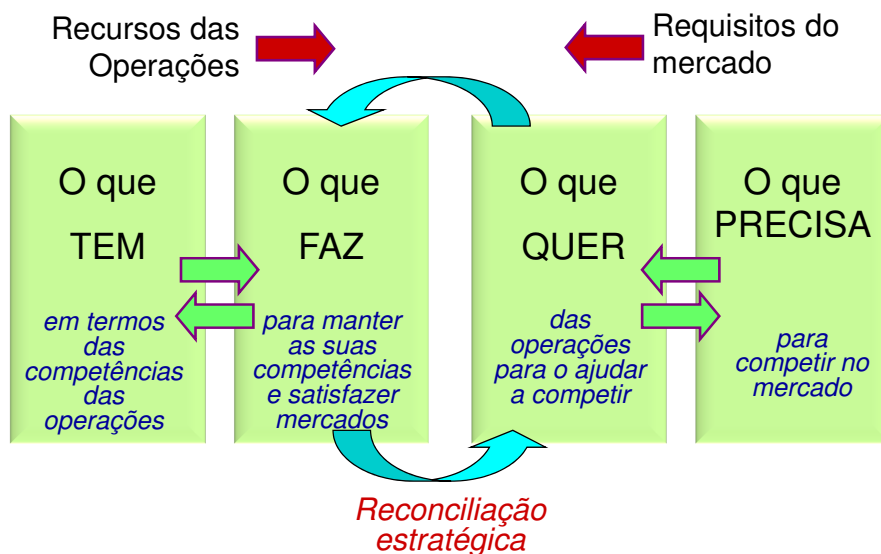 Recursos das
Operações
Requisitos do
mercado
O que
TEM
em termos
das
competências
das
operações
O que
FAZ
para manter
as suas
competências
e satisfazer
mercados
O que
QUER
das
operações
para o ajudar
a competir
O que
PRECISA
para
competir no
mercado
Reconciliação
estratégica